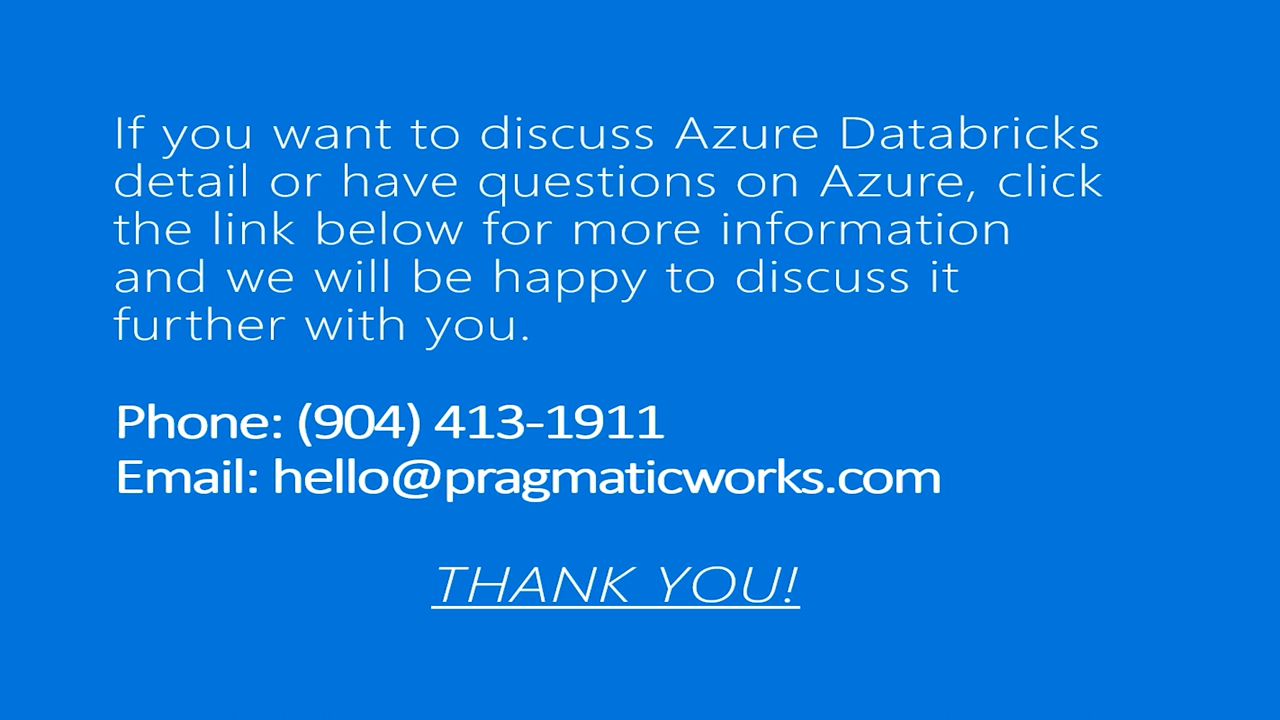 If you want to discuss Azure Databricks
detail or have questions on Azure, click
the link below for more information
and we will be happy to discuss it
further with you.
Phone: (904) 413-1911
Email: hello@pragmaticworks.com
THANK YOU!